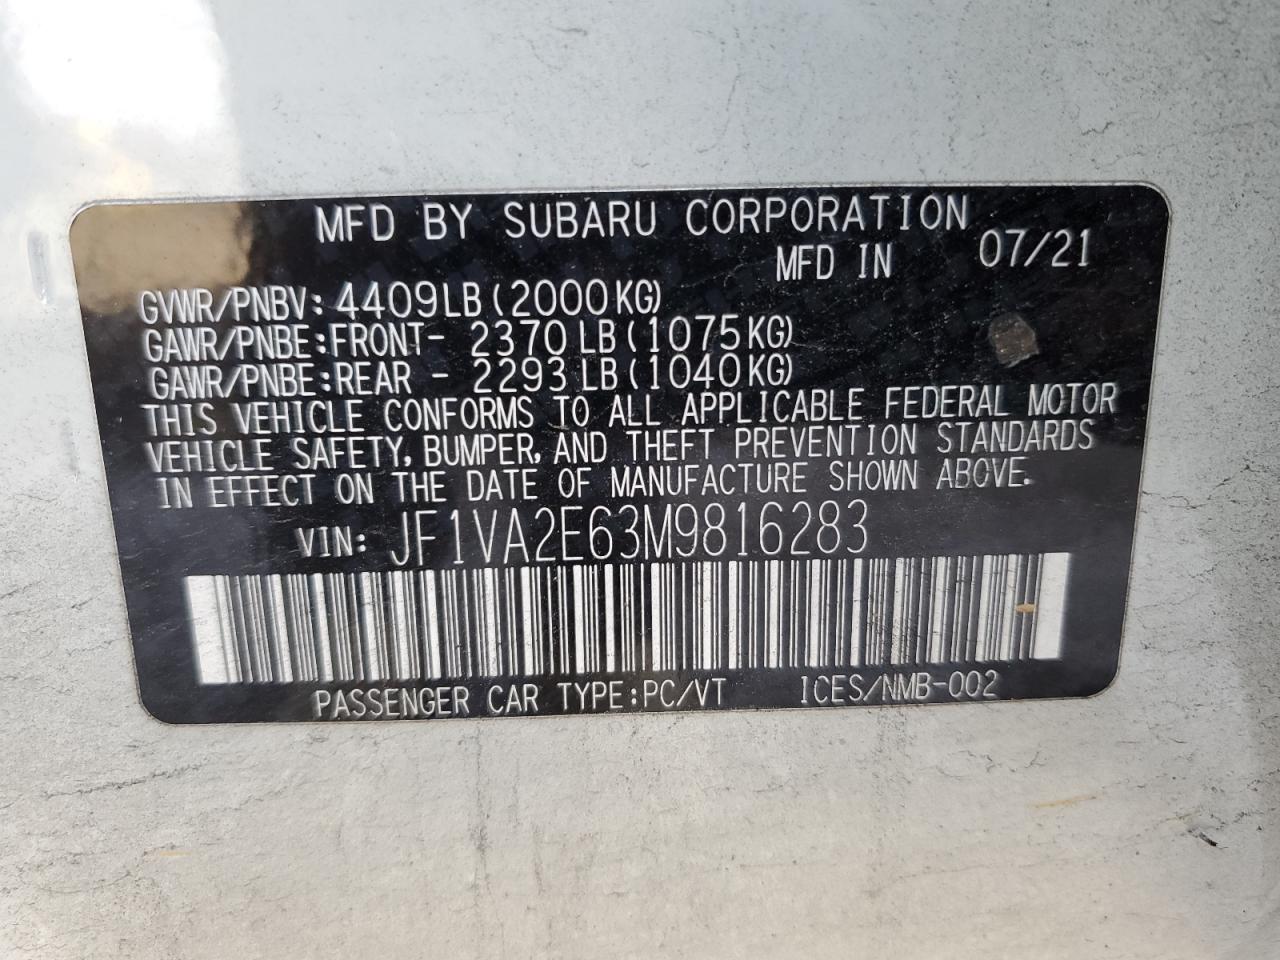 MFD BY SUBARU CORPORATION
MFD IN 07/21
GVWR/PNBV: 4409LB (2000KG)
GAWR/PNBE: FRONT- 2370 LB (1075KG)
GAWR/PNBE: REAR - 2293 LB (1040KG)
THIS VEHICLE CONFORMS TO ALL APPLICABLE FEDERAL MOTOR
VEHICLE SAFETY, BUMPER, AND THEFT PREVENTION STANDARDS
IN EFFECT ON THE DATE OF MANUFACTURE SHOWN ABOVE.
VIN: JF1VA2E63M9816283
PASSENGER CAR TYPE:PC/VT ICES/NMB-002